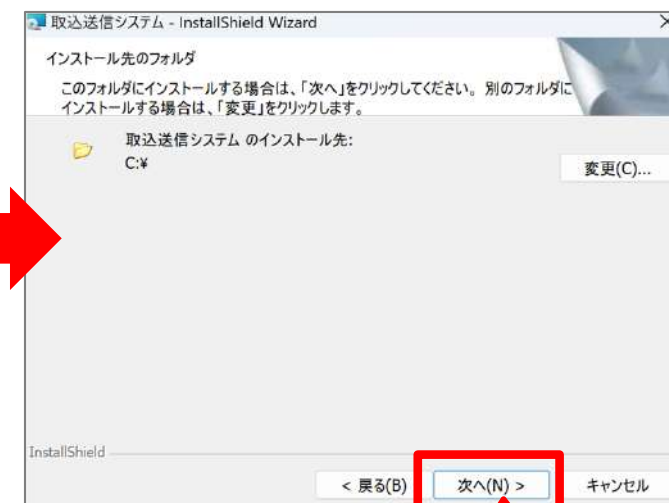 取込送信システム - InstallShield Wizard
インストール先のフォルダ
このフォルダにインストールする場合は、「次へ」をクリックしてください。別のフォルダに
インストールする場合は、「変更」をクリックします。
取込送信システム のインストール先:
C:¥
変更(C)...
InstallShield
< 戻る(B)
次へ(N) >
キャンセル